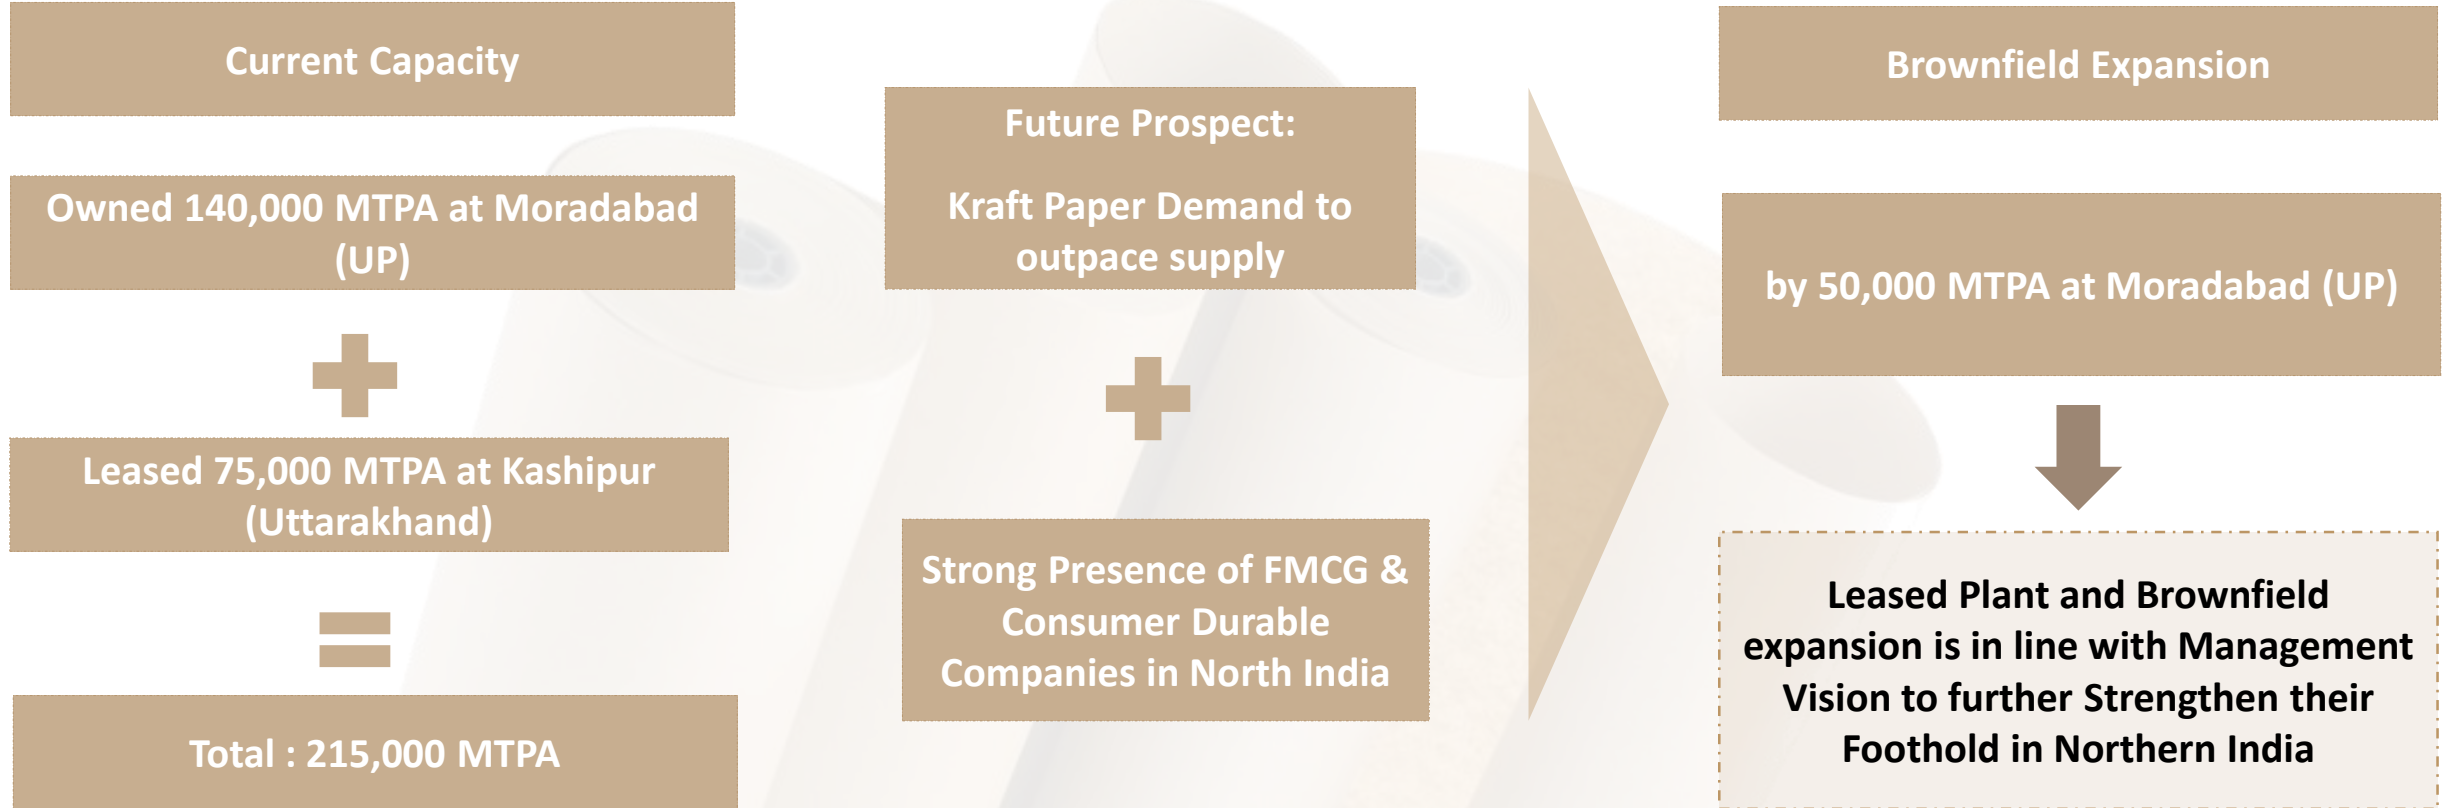 Current Capacity
Owned 140,000 MTPA at Moradabad
(UP)
Leased 75,000 MTPA at Kashipur
(Uttarakhand)
Total : 215,000 MTPA
Future Prospect:
Kraft Paper Demand to
outpace supply
Strong Presence of FMCG &
Consumer Durable
Companies in North India
Brownfield Expansion
by 50,000 MTPA at Moradabad (UP)
Leased Plant and Brownfield
expansion is in line with Management
Vision to further Strengthen their
Foothold in Northern India